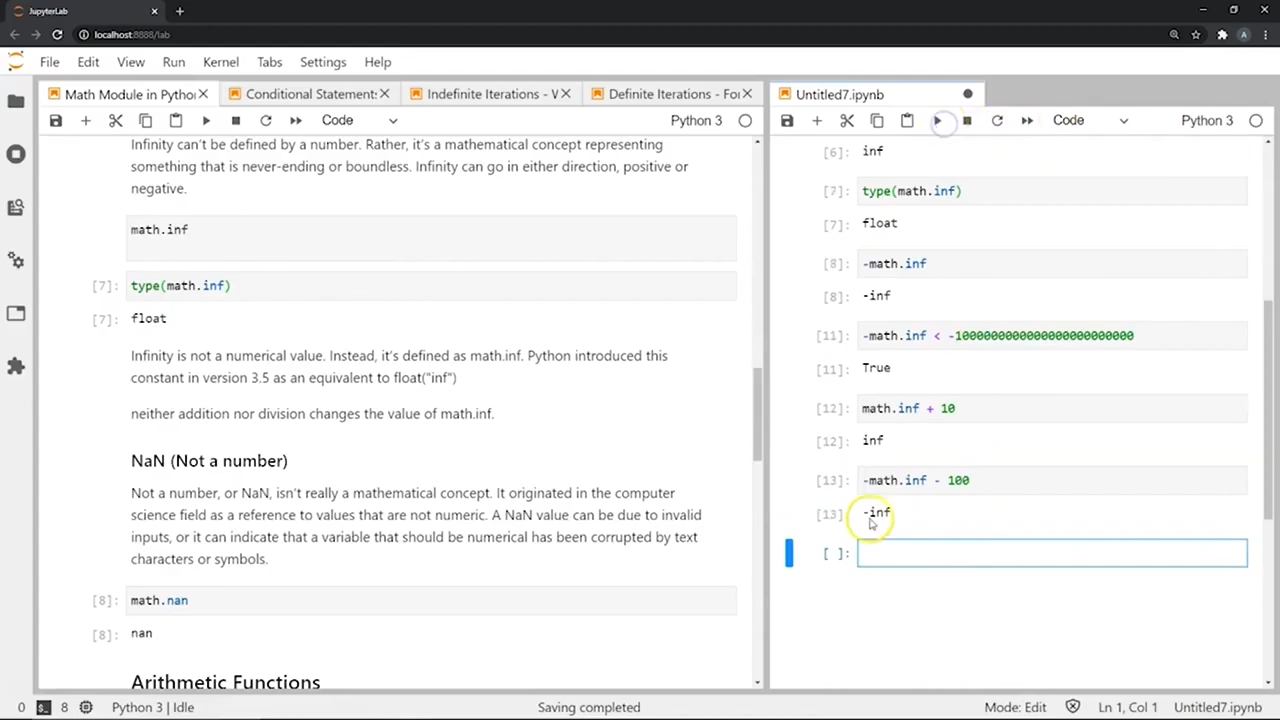 JupyterLab
localhost:8888/lab
A
File Edit View Run Kernel Tabs Settings Help
Math Module in Pythor
Conditional Statement:
Indefinite Iterations - V
Definite Iterations - For
Code
Python 3
Infinity can't be defined by a number. Rather, it's a mathematical concept representing
something that is never-ending or boundless. Infinity can go in either direction, positive or
negative.
math.inf
[7]: type(math.inf)
[7]: float
Infinity is not a numerical value. Instead, it's defined as math.inf. Python introduced this
constant in version 3.5 as an equivalent to float("inf")
neither addition nor division changes the value of math.inf.
NaN (Not a number)
Not a number, or NaN, isn't really a mathematical concept. It originated in the computer
science field as a reference to values that are not numeric. A NaN value can be due to invalid
inputs, or it can indicate that a variable that should be numerical has been corrupted by text
characters or symbols.
[8]: math.nan
[8]: nan
Arithmetic Functions
Untitled7.ipynb
Code
Python 3
[6]: inf
[7]: type(math.inf)
[7]: float
[8]: -math.inf
[8]: -inf
[11]: -math.inf < -1000000000000000000000000
[11]: True
[12]: math.inf + 10
[12]: inf
[13]: -math.inf - 100
[13]: -inf
[ ]:
0 8 Python 3 | Idle
Saving completed
Mode: Edit
Ln 1, Col 1
Untitled7.ipynb